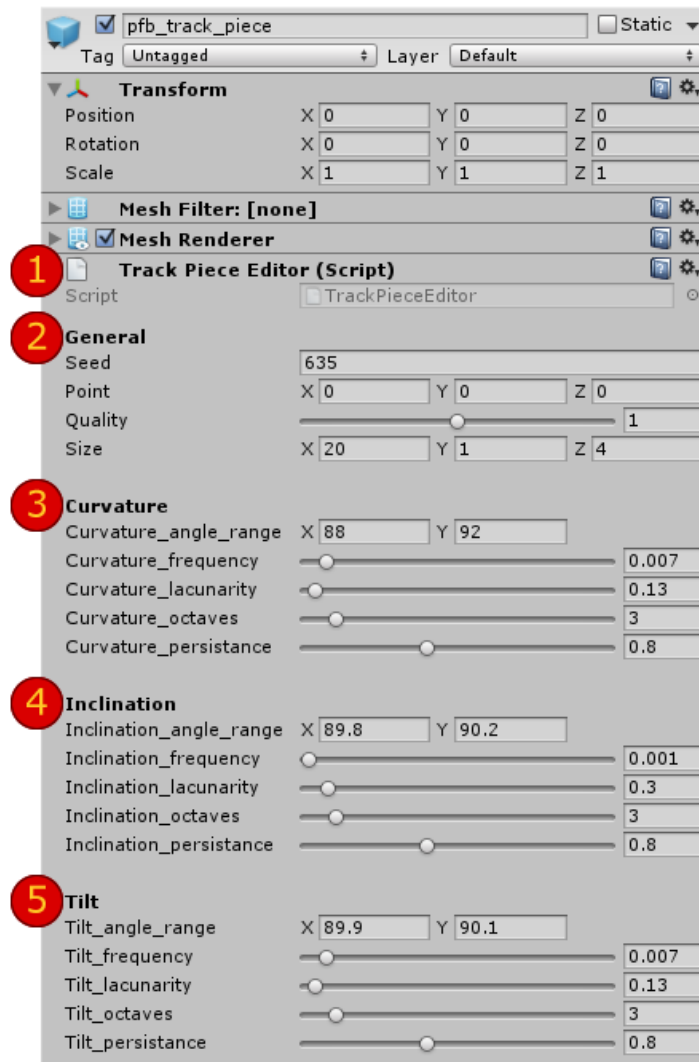 pfb_track_piece Static
Tag Untagged Layer Default
Transform
Position X 0 Y 0 Z 0
Rotation X 0 Y 0 Z 0
Scale X 1 Y 1 Z 1
Mesh Filter: [none]
Mesh Renderer
1 Track Piece Editor (Script)
Script TrackPieceEditor
2 General
Seed 635
Point X 0 Y 0 Z 0
Quality 1
Size X 20 Y 1 Z 4
3 Curvature
Curvature_angle_range X 88 Y 92
Curvature_frequency 0.007
Curvature_lacunarity 0.13
Curvature_octaves 3
Curvature_persistance 0.8
4 Inclination
Inclination_angle_range X 89.8 Y 90.2
Inclination_frequency 0.001
Inclination_lacunarity 0.3
Inclination_octaves 3
Inclination_persistance 0.8
5 Tilt
Tilt_angle_range X 89.9 Y 90.1
Tilt_frequency 0.007
Tilt_lacunarity 0.13
Tilt_octaves 3
Tilt_persistance 0.8